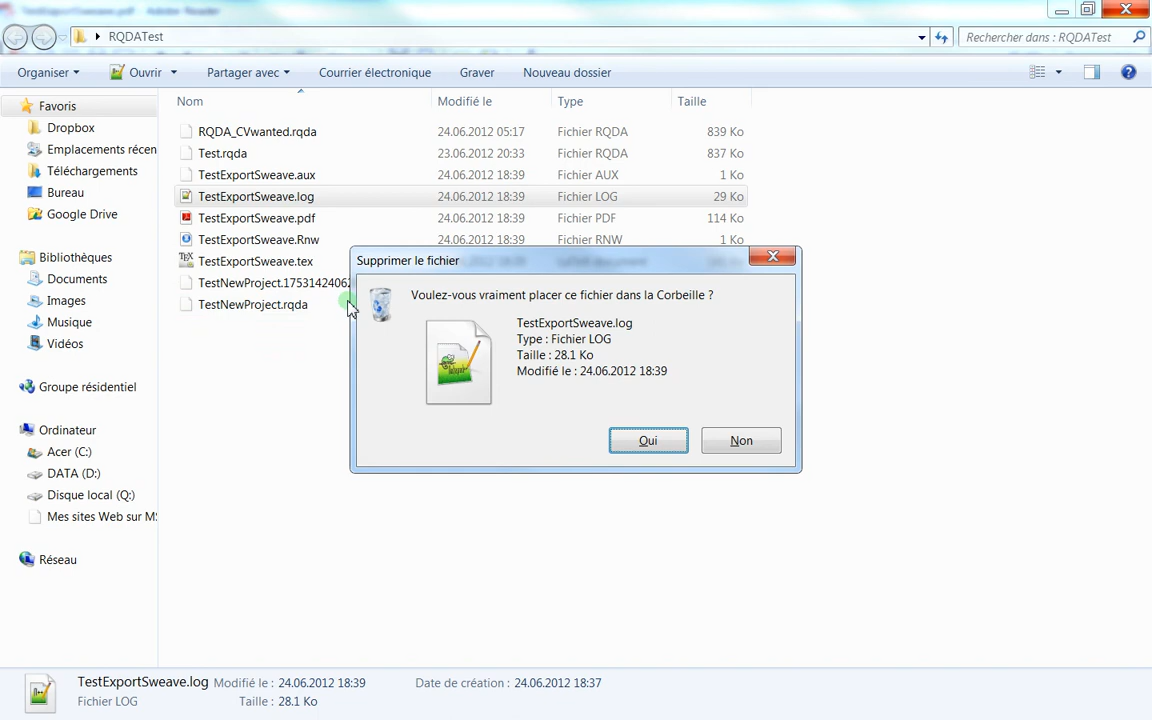 TestExportSweave.pdf - Adobe Reader
RQDATest
Rechercher dans : RQDATest
Organiser
Ouvrir
Partager avec
Courrier électronique
Graver
Nouveau dossier
Favoris
Dropbox
Emplacements récen
Téléchargements
Bureau
Google Drive
Bibliothèques
Documents
Images
Musique
Vidéos
Groupe résidentiel
Ordinateur
Acer (C:)
DATA (D:)
Disque local (Q:)
Mes sites Web sur MS
Réseau
Nom Modifié le Type Taille
RQDA_CVwanted.rqda 24.06.2012 05:17 Fichier RQDA 839 Ko
Test.rqda 23.06.2012 20:33 Fichier RQDA 837 Ko
TestExportSweave.aux 24.06.2012 18:39 Fichier AUX 1 Ko
TestExportSweave.log 24.06.2012 18:39 Fichier LOG 29 Ko
TestExportSweave.pdf 24.06.2012 18:39 Fichier PDF 114 Ko
TestExportSweave.Rnw 24.06.2012 18:39 Fichier RNW 1 Ko
TestExportSweave.tex
TestNewProject.1753142406
TestNewProject.rqda
Supprimer le fichier
Voulez-vous vraiment placer ce fichier dans la Corbeille ?
TestExportSweave.log
Type : Fichier LOG
Taille : 28.1 Ko
Modifié le : 24.06.2012 18:39
Oui
Non
TestExportSweave.log Modifié le : 24.06.2012 18:39 Date de création : 24.06.2012 18:37
Fichier LOG Taille : 28.1 Ko